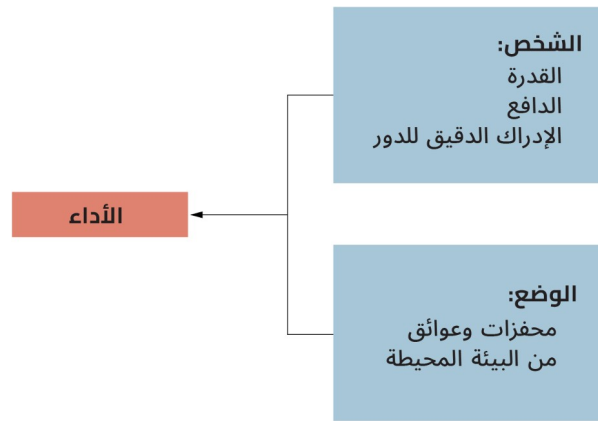 الشخص:
القدرة
الدافع
الإدراك الدقيق للدور
الأداء
الوضع:
محفزات وعوائق
من البيئة المحيطة